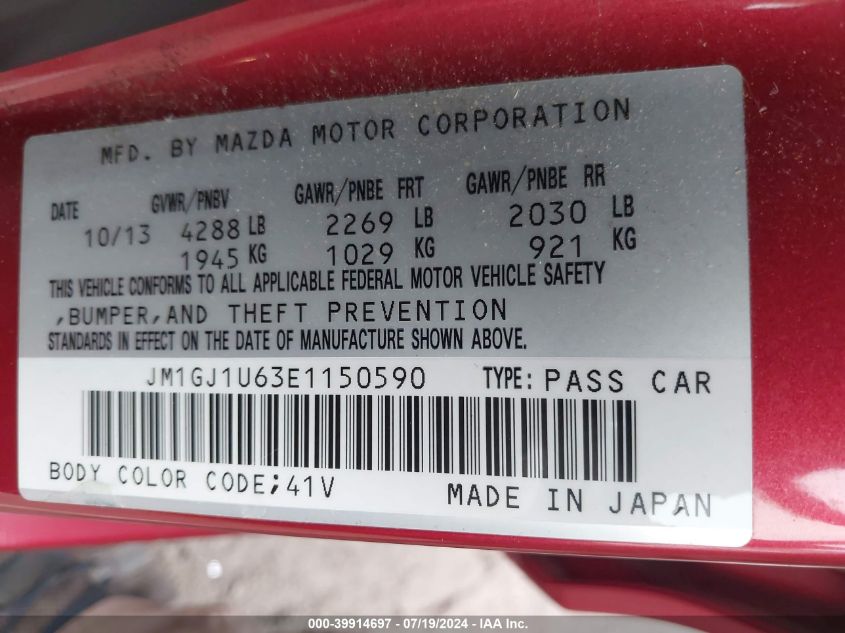 MFD. BY MAZDA MOTOR CORPORATION
DATE GVWR/PNBV GAWR/PNBE FRT GAWR/PNBE RR
10/13 4288 LB 2269 LB 2030 LB
1945 KG 1029 KG 921 KG
THIS VEHICLE CONFORMS TO ALL APPLICABLE FEDERAL MOTOR VEHICLE SAFETY
,BUMPER,AND THEFT PREVENTION
STANDARDS IN EFFECT ON THE DATE OF MANUFACTURE SHOWN ABOVE.
JM1GJ1U63E1150590 TYPE: PASS CAR
BODY COLOR CODE;41V MADE IN JAPAN
000-39914697 - 07/19/2024 - IAA Inc.